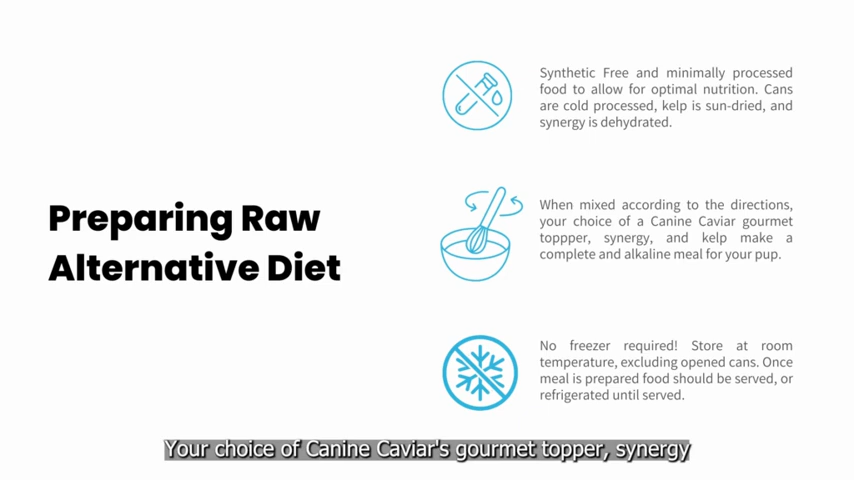 Preparing Raw
Alternative Diet
Synthetic Free and minimally processed
food to allow for optimal nutrition. Cans
are cold processed, kelp is sun-dried, and
synergy is dehydrated.
When mixed according to the directions,
your choice of a Canine Caviar gourmet
toppper, synergy, and kelp make a
complete and alkaline meal for your pup.
No freezer required! Store at room
temperature, excluding opened cans. Once
meal is prepared food should be served, or
refrigerated until served.
Your choice of Canine Caviar's gourmet topper, synergy